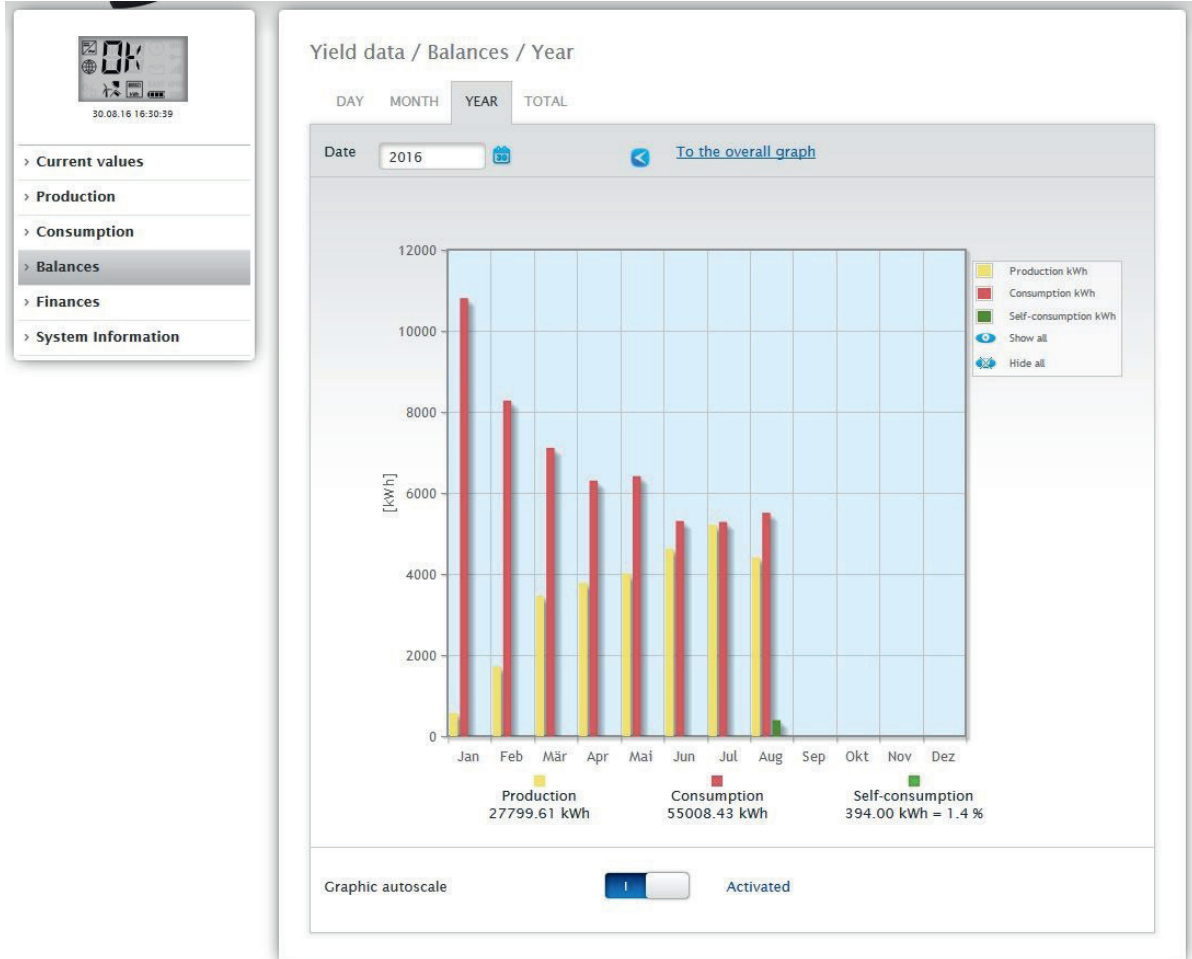 OK
30.08.16 16:30:39
› Current values
› Production
› Consumption
› Balances
› Finances
› System Information
Yield data / Balances / Year
DAY MONTH YEAR TOTAL
Date 2016 30 To the overall graph
12000
10000
8000
6000
4000
2000
0
[kWh]
Jan Feb Mär Apr Mai Jun Jul Aug Sep Okt Nov Dez
Production kWh
Consumption kWh
Self-consumption kWh
Show all
Hide all
Production Consumption Self-consumption
27799.61 kWh 55008.43 kWh 394.00 kWh = 1.4 %
Graphic autoscale I Activated